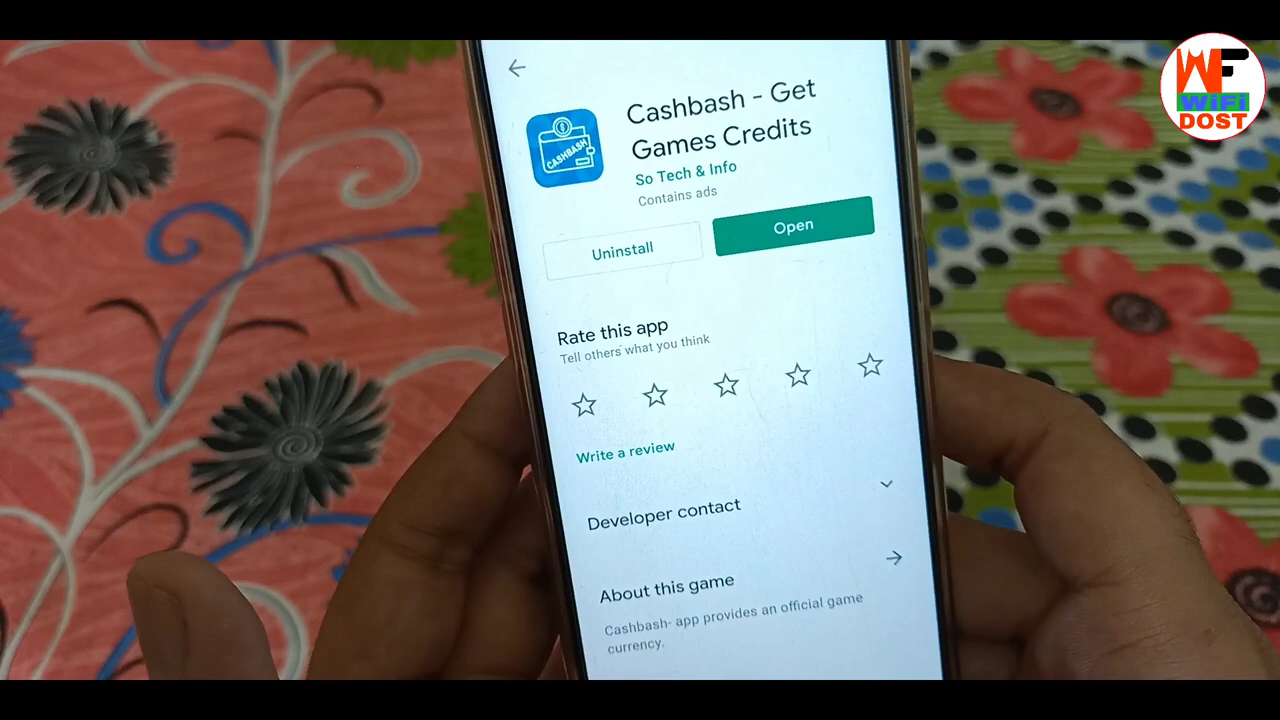 WF
WiFi
DOST
Cashbash - Get
Games Credits
So Tech & Info
Contains ads
CASHBASH
Uninstall
Open
Rate this app
Tell others what you think
Write a review
Developer contact
About this game
Cashbash- app provides an official game
currency.